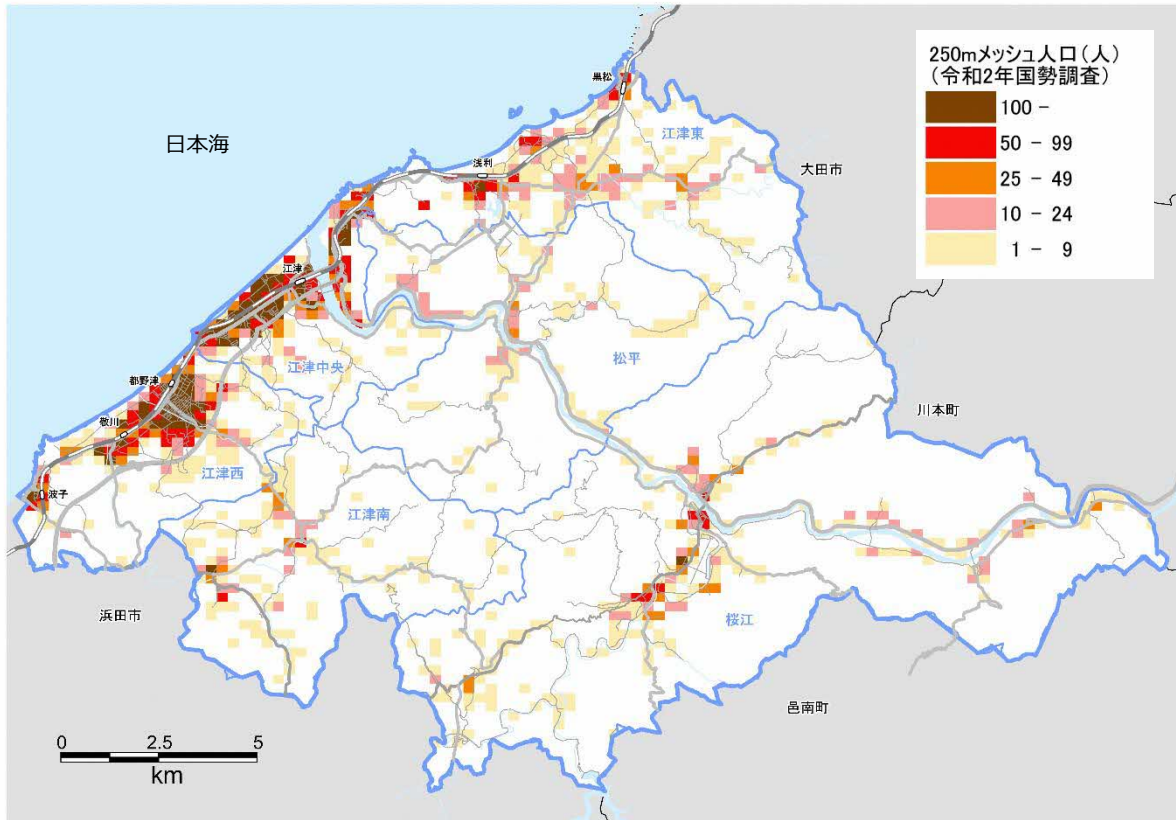 250mメッシュ人口(人)
(令和2年国勢調査)
100 -
50 - 99
25 - 49
10 - 24
1 - 9
黒松
江津東
日本海
浅利
大田市
江津
江津中央
松平
都野津
川本町
敬川
江津西
波子
江津南
浜田市
桜江
邑南町
0 2.5 5
km